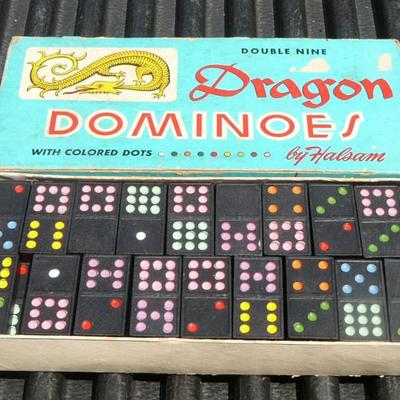 DOUBLE NINE
Dragon
DOMINOES
WITH COLORED DOTS
by Halsam